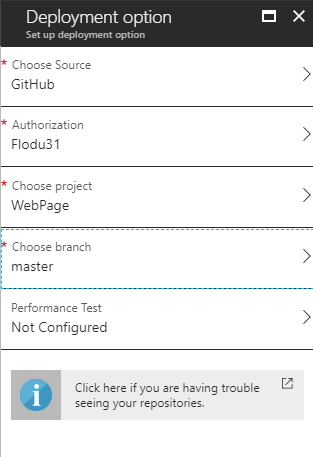 Deployment option
Set up deployment option
* Choose Source
GitHub
* Authorization
Flodu31
* Choose project
WebPage
* Choose branch
master
Performance Test
Not Configured
Click here if you are having trouble
seeing your repositories.